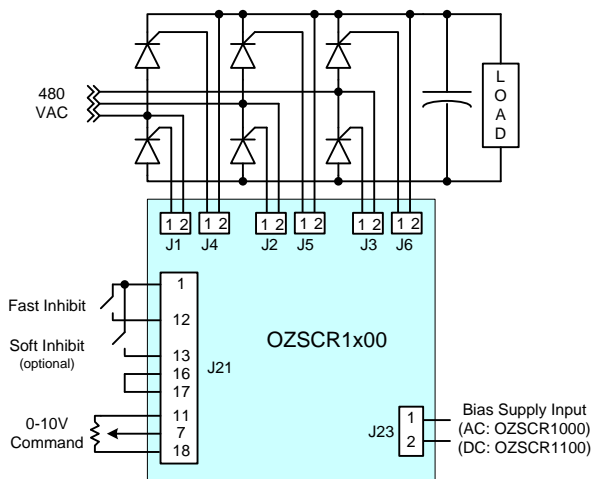 480
VAC
L
O
A
D
1 2
1 2
1 2
1 2
1 2
1 2
J1
J4
J2
J5
J3
J6
Fast Inhibit
Soft Inhibit
(optional)
0-10V
Command
1
12
13
16
17
11
7
18
J21
OZSCR1x00
J23
1
2
Bias Supply Input
(AC: OZSCR1000)
(DC: OZSCR1100)